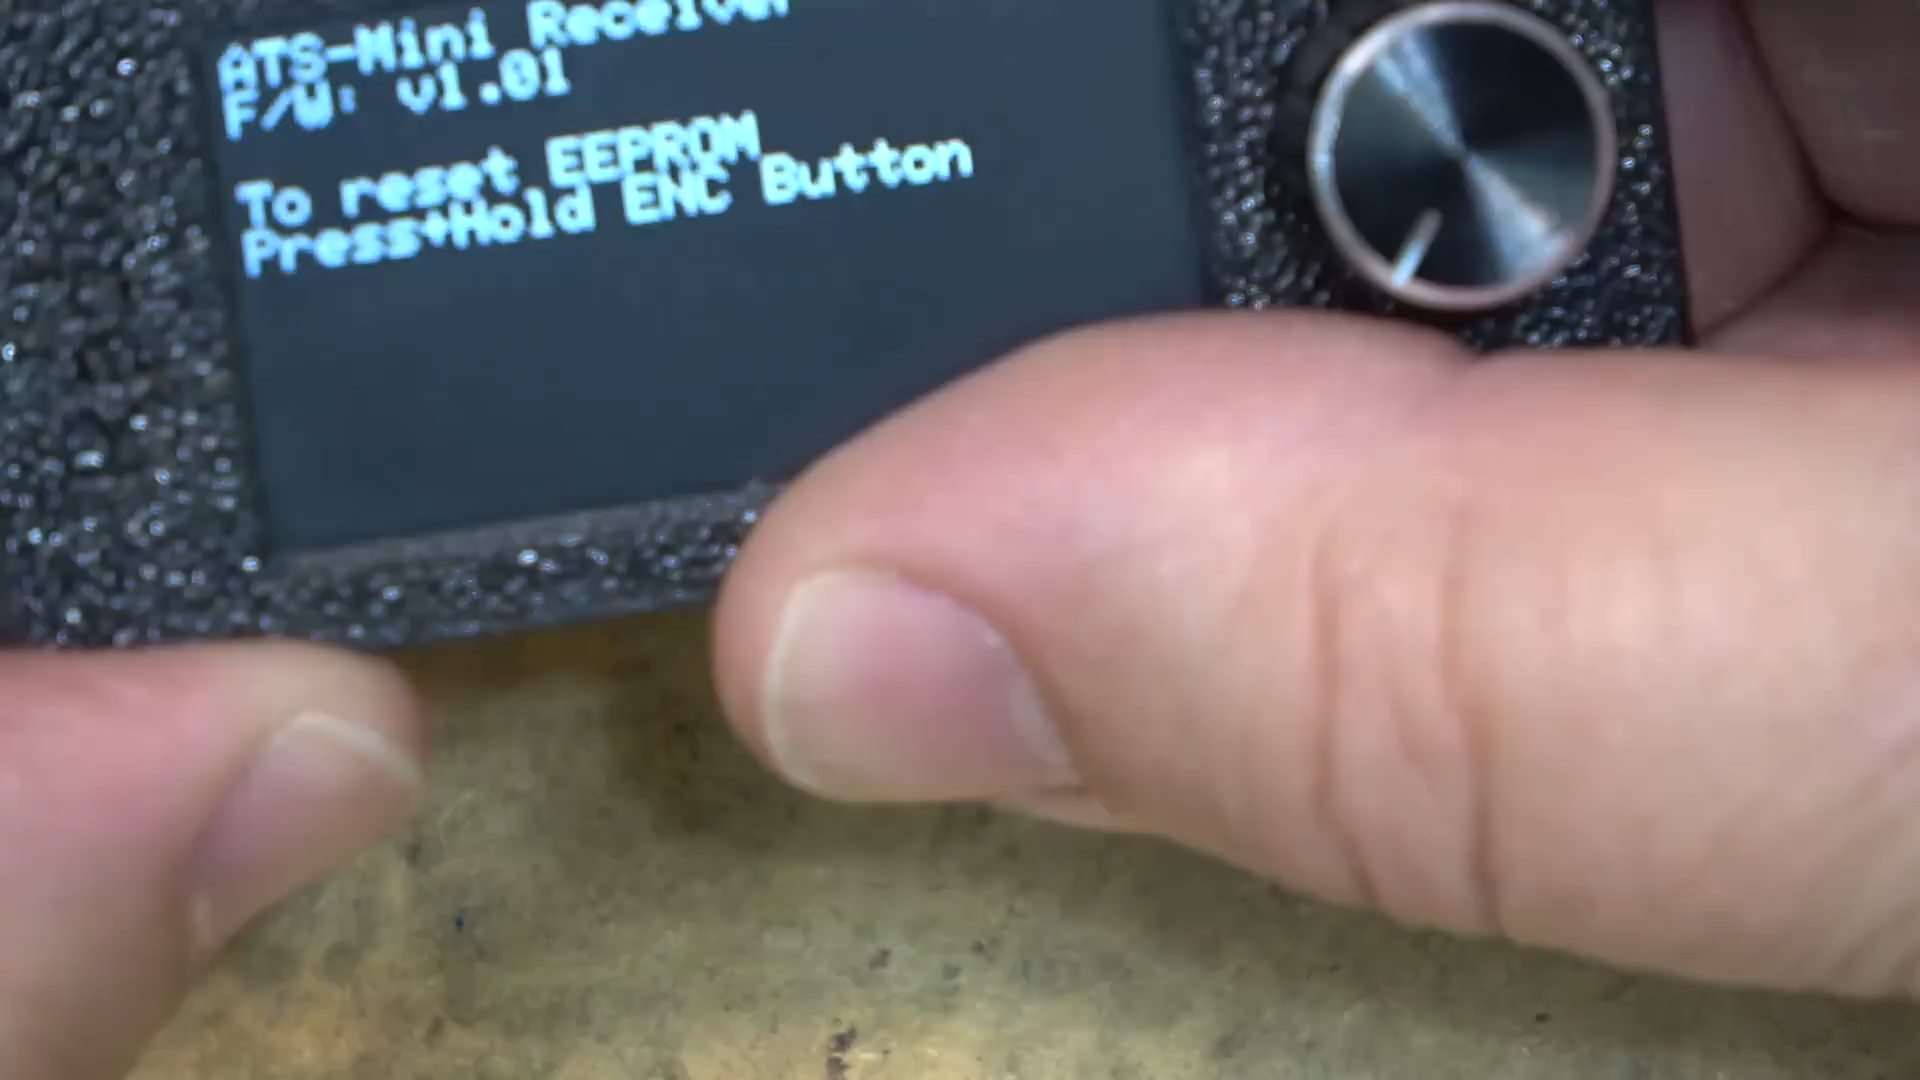 ATS-Mini Receiver
F/W: v1.01
To reset EEPROM
Press+Hold ENC Button